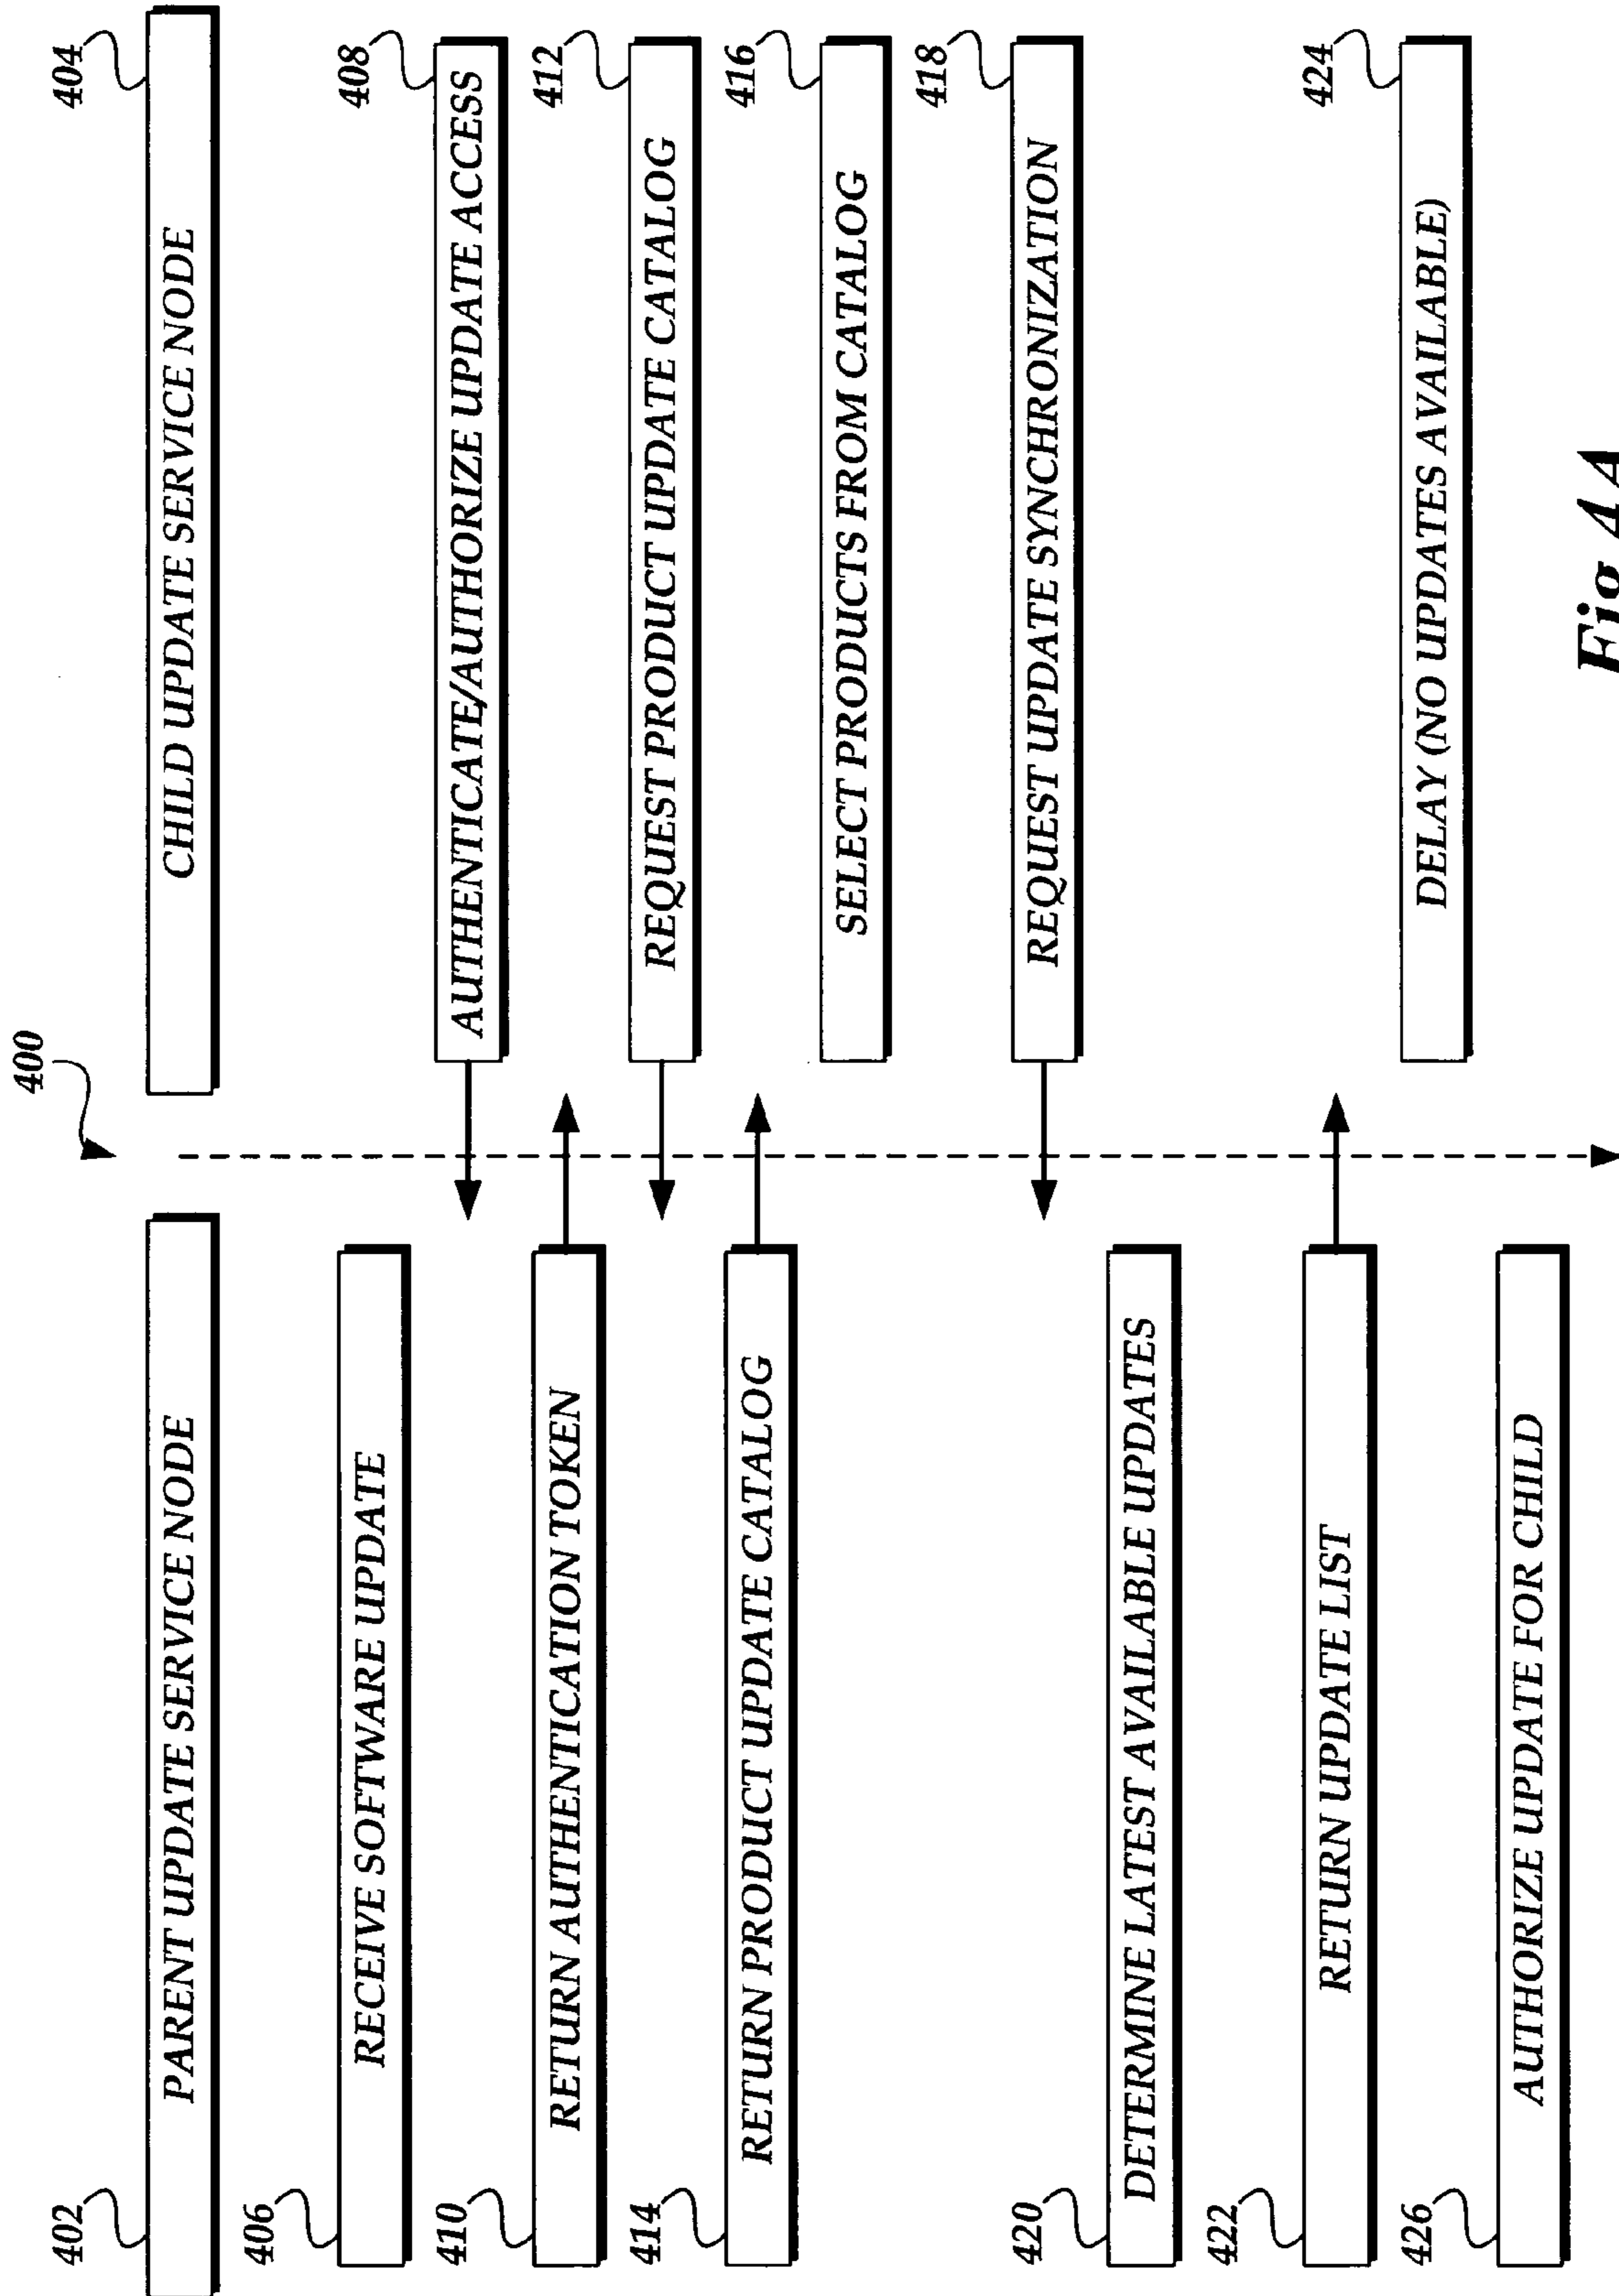 400
402
PARENT UPDATE SERVICE NODE
404
CHILD UPDATE SERVICE NODE
406
RECEIVE SOFTWARE UPDATE
408
AUTHENTICATE/AUTHORIZE UPDATE ACCESS
410
RETURN AUTHENTICATION TOKEN
412
REQUEST PRODUCT UPDATE CATALOG
414
RETURN PRODUCT UPDATE CATALOG
416
SELECT PRODUCTS FROM CATALOG
418
REQUEST UPDATE SYNCHRONIZATION
420
DETERMINE LATEST AVAILABLE UPDATES
422
RETURN UPDATE LIST
424
DELAY (NO UPDATES AVAILABLE)
426
AUTHORIZE UPDATE FOR CHILD
Fig.4A.